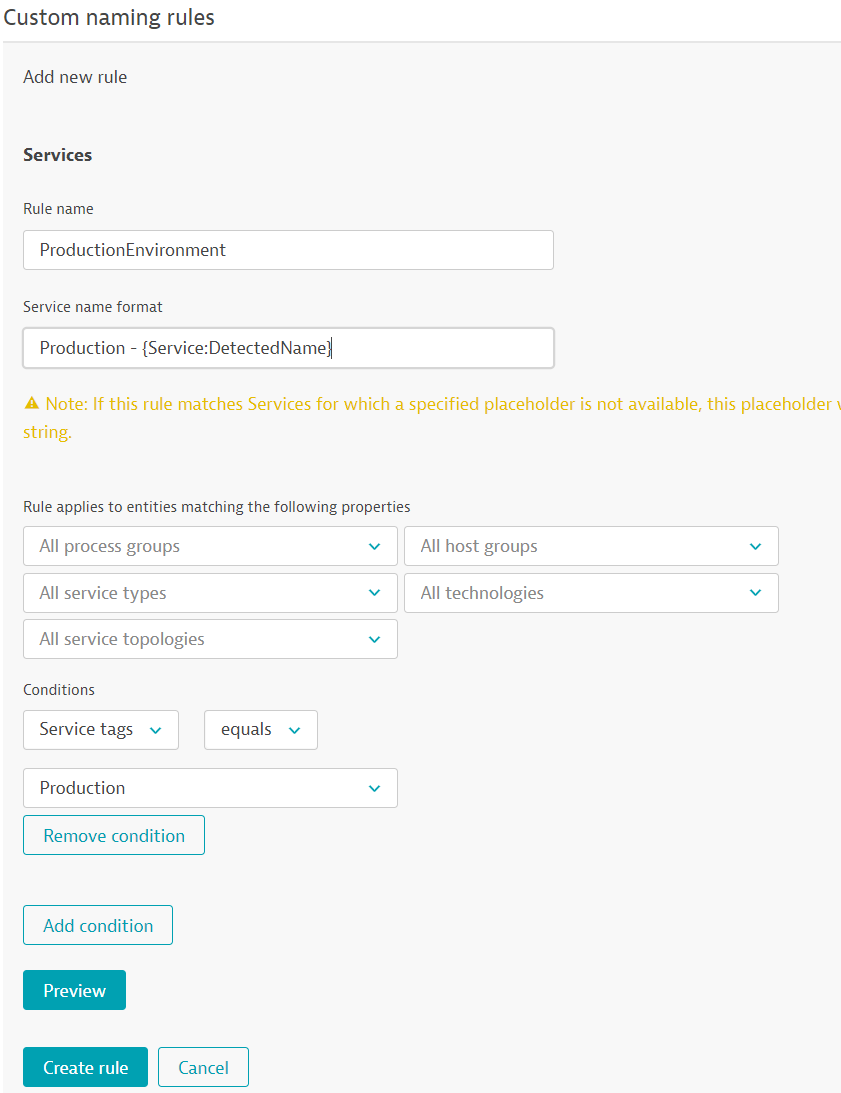 Custom naming rules
Add new rule
Services
Rule name
ProductionEnvironment
Service name format
Production - {Service:DetectedName}
Note: If this rule matches Services for which a specified placeholder is not available, this placeholder
string.
Rule applies to entities matching the following properties
All process groups All host groups
All service types All technologies
All service topologies
Conditions
Service tags equals
Production
Remove condition
Add condition
Preview
Create rule Cancel